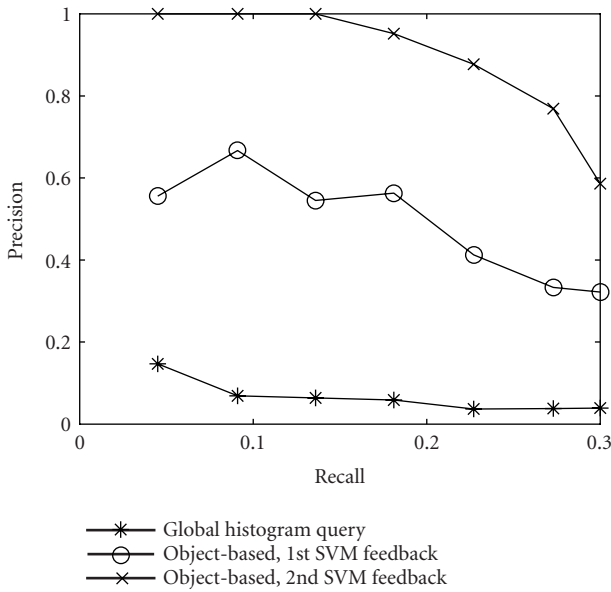 1
0.8
0.6
0.4
0.2
0
Precision
0
0.1
0.2
0.3
Recall
Global histogram query
Object-based, 1st SVM feedback
Object-based, 2nd SVM feedback